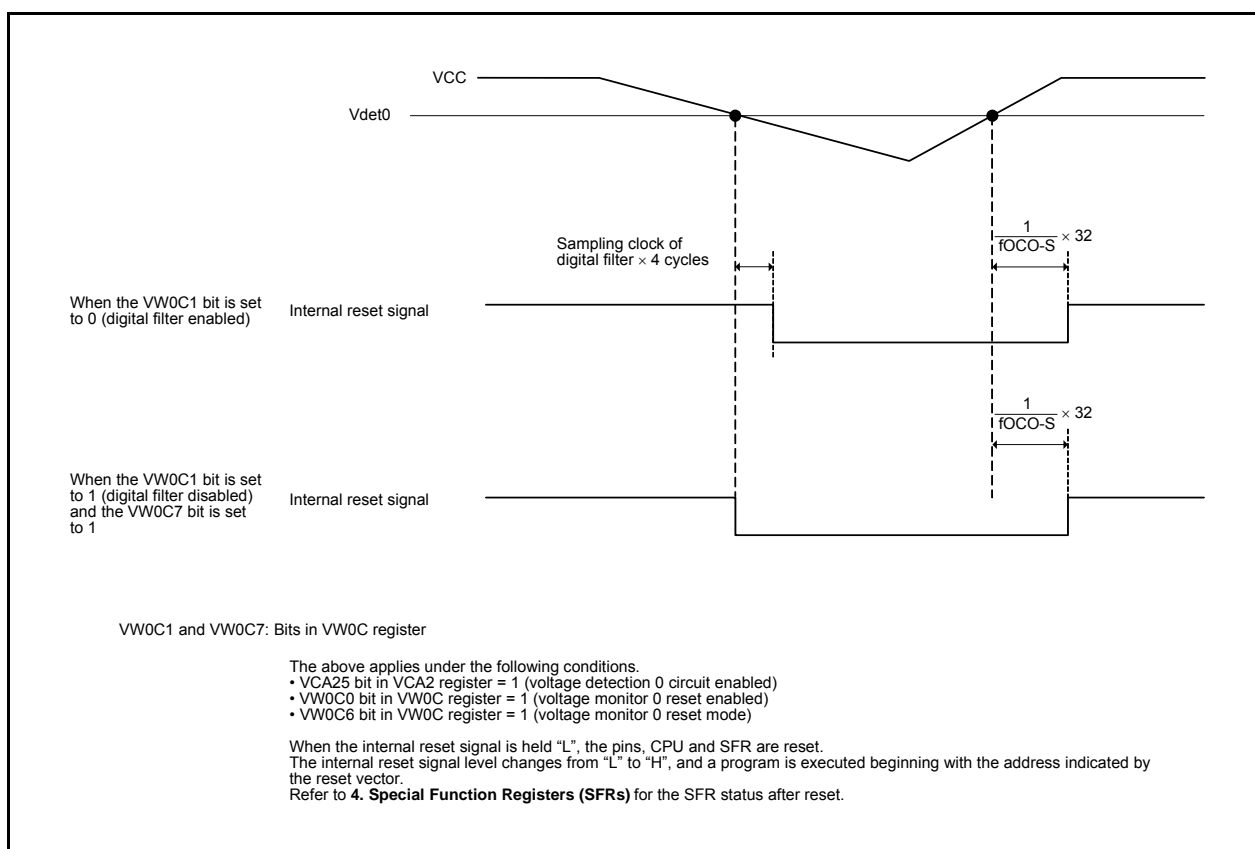 VCC
Vdet0
Sampling clock of
digital filter × 4 cycles
1
fOCO-S × 32
When the VW0C1 bit is set
to 0 (digital filter enabled)
Internal reset signal
1
fOCO-S × 32
When the VW0C1 bit is set
to 1 (digital filter disabled)
and the VW0C7 bit is set
to 1
Internal reset signal
VW0C1 and VW0C7: Bits in VW0C register
The above applies under the following conditions.
• VCA25 bit in VCA2 register = 1 (voltage detection 0 circuit enabled)
• VW0C0 bit in VW0C register = 1 (voltage monitor 0 reset enabled)
• VW0C6 bit in VW0C register = 1 (voltage monitor 0 reset mode)
When the internal reset signal is held “L”, the pins, CPU and SFR are reset.
The internal reset signal level changes from “L” to “H”, and a program is executed beginning with the address indicated by
the reset vector.
Refer to 4. Special Function Registers (SFRs) for the SFR status after reset.